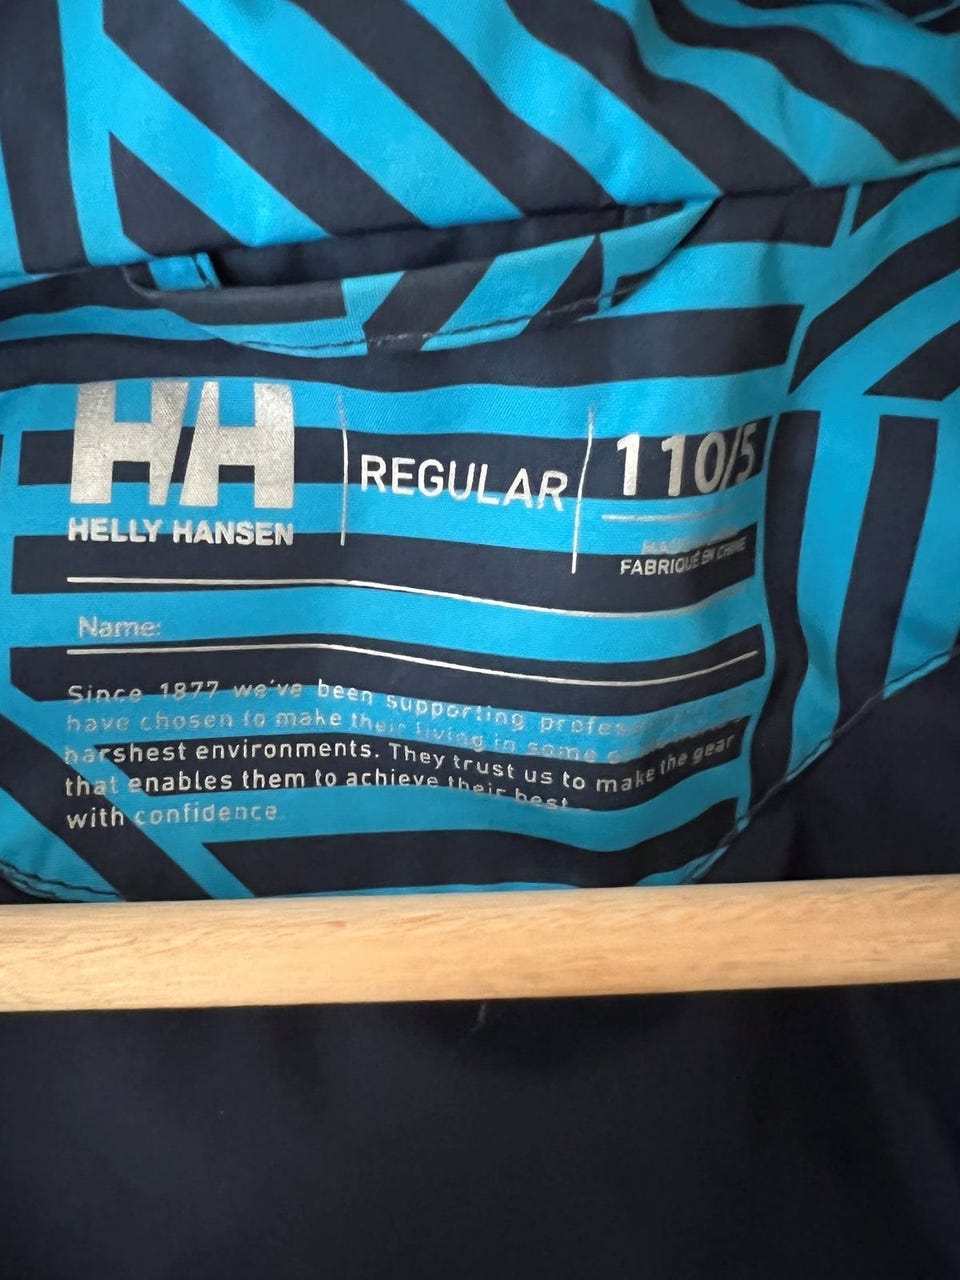 HH
HELLY HANSEN
REGULAR
110/5
MADE IN
FABRIQUÉ EN CHINE
Name:
Since 1877 we've been supporting
have chosen to make their living in some
harshest environments. They trust us to make the gear
that enables them to achieve their best
with confidence.